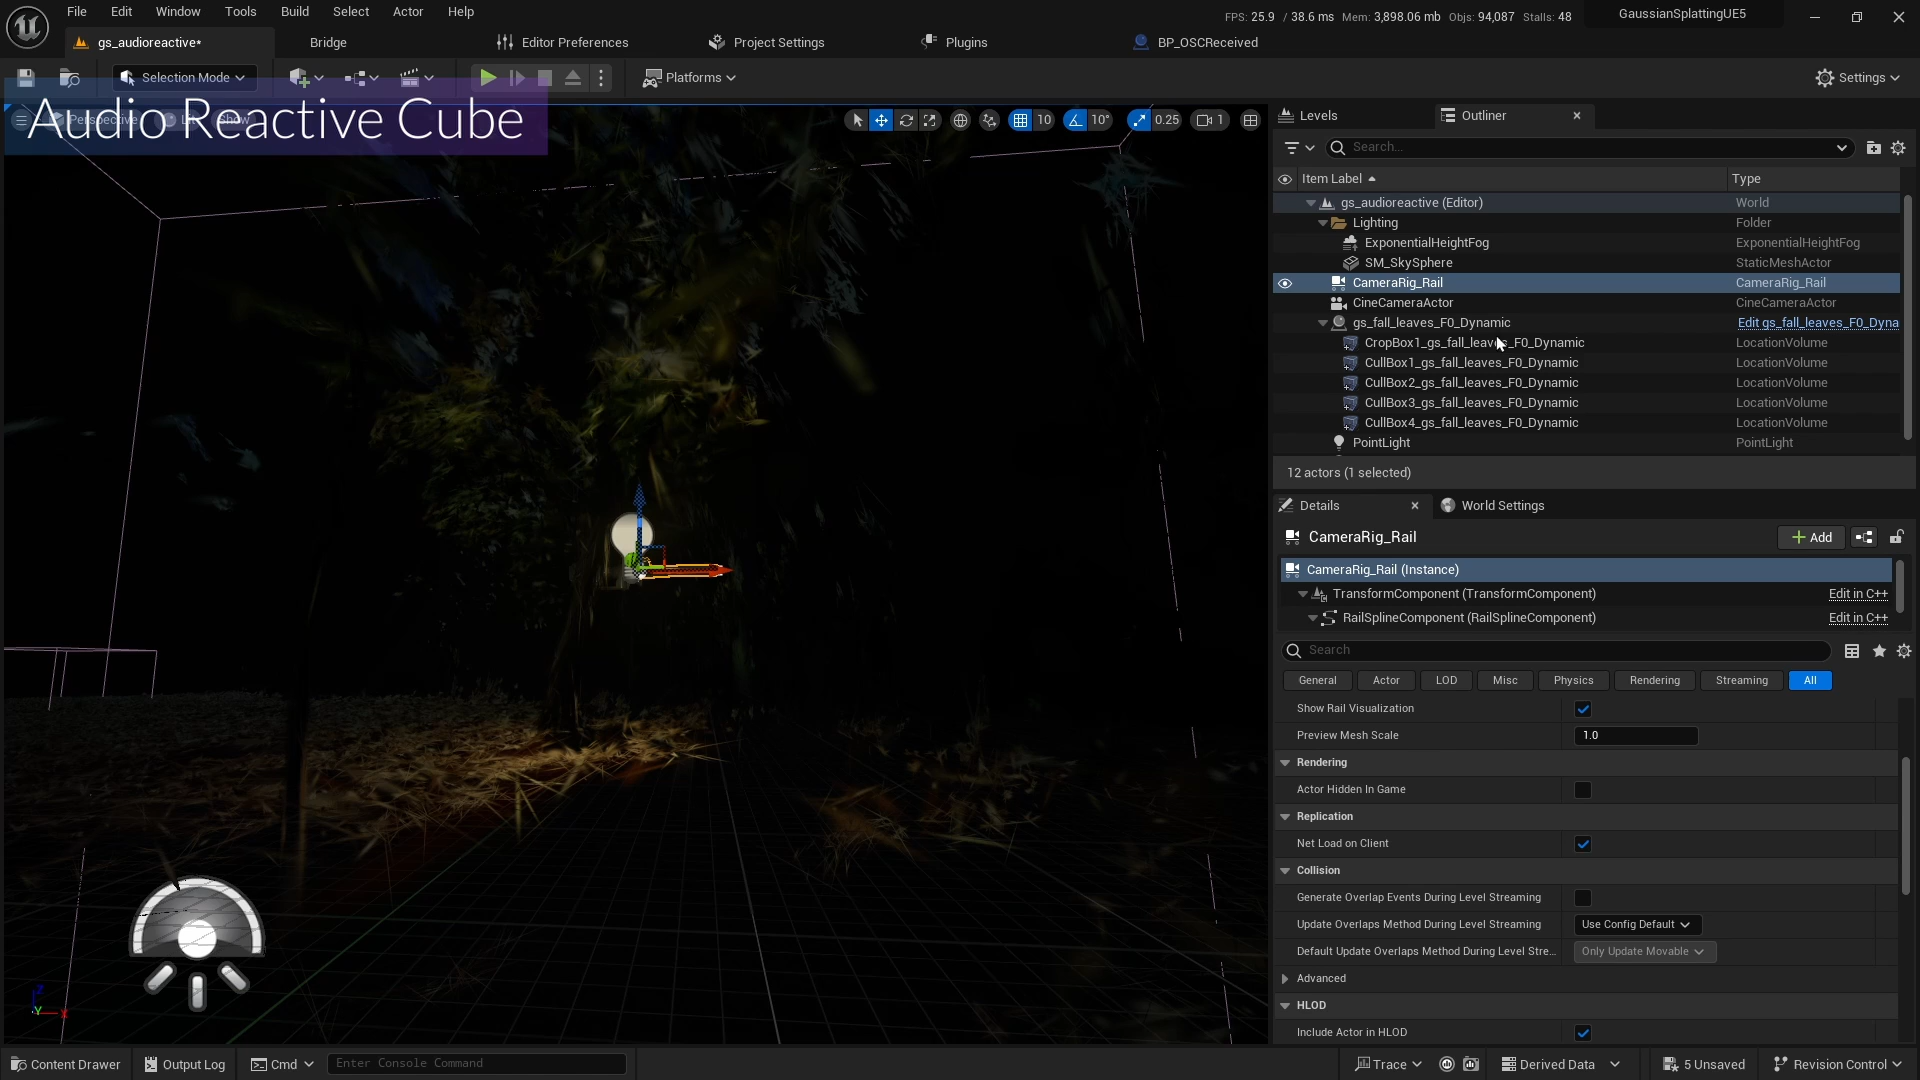 File Edit Window Tools Build Select Actor Help
FPS: 25.9 / 38.6 ms Mem: 3,898.06 mb Objs: 94,087 Stalls: 48
GaussianSplattingUE5
gs_audioreactive*
Bridge
Editor Preferences
Project Settings
Plugins
BP_OSCReceived
Selection Mode
Platforms
Settings
Audio Reactive Cube
Perspective
Lit
Show
10
10°
0.25
1
Levels
Outliner
Search...
Item Label
Type
gs_audioreactive (Editor) World
Lighting Folder
ExponentialHeightFog ExponentialHeightFog
SM_SkySphere StaticMeshActor
CameraRig_Rail CameraRig_Rail
CineCameraActor CineCameraActor
gs_fall_leaves_F0_Dynamic Edit gs_fall_leaves_F0_Dyna
CropBox1_gs_fall_leaves_F0_Dynamic LocationVolume
CullBox1_gs_fall_leaves_F0_Dynamic LocationVolume
CullBox2_gs_fall_leaves_F0_Dynamic LocationVolume
CullBox3_gs_fall_leaves_F0_Dynamic LocationVolume
CullBox4_gs_fall_leaves_F0_Dynamic LocationVolume
PointLight PointLight
12 actors (1 selected)
Details
World Settings
CameraRig_Rail
Add
CameraRig_Rail (Instance)
TransformComponent (TransformComponent) Edit in C++
RailSplineComponent (RailSplineComponent) Edit in C++
Search
General Actor LOD Misc Physics Rendering Streaming All
Show Rail Visualization
Preview Mesh Scale 1.0
Rendering
Actor Hidden In Game
Replication
Net Load on Client
Collision
Generate Overlap Events During Level Streaming
Update Overlaps Method During Level Streaming Use Config Default
Default Update Overlaps Method During Level Stre... Only Update Movable
Advanced
HLOD
Include Actor in HLOD
Z
Y
X
Content Drawer
Output Log
Cmd
Enter Console Command
Trace
Derived Data
5 Unsaved
Revision Control